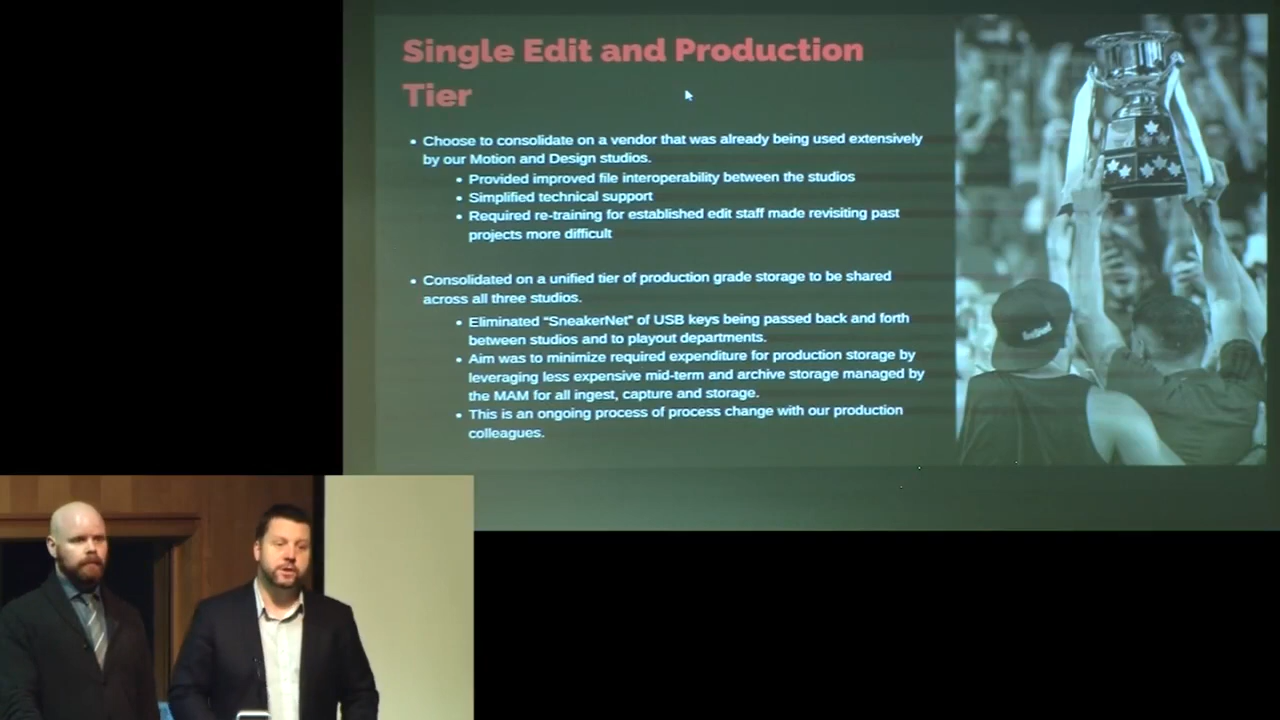 Single Edit and Production
Tier
• Choose to consolidate on a vendor that was already being used extensively
by our Motion and Design studios.
• Provided improved file interoperability between the studios
• Simplified technical support
• Required re-training for established edit staff made revisiting past
projects more difficult
• Consolidated on a unified tier of production grade storage to be shared
across all three studios.
• Eliminated “SneakerNet” of USB keys being passed back and forth
between studios and to playout departments.
• Aim was to minimize required expenditure for production storage by
leveraging less expensive mid-term and archive storage managed by
the MAM for all ingest, capture and storage.
• This is an ongoing process of process change with our production
colleagues.